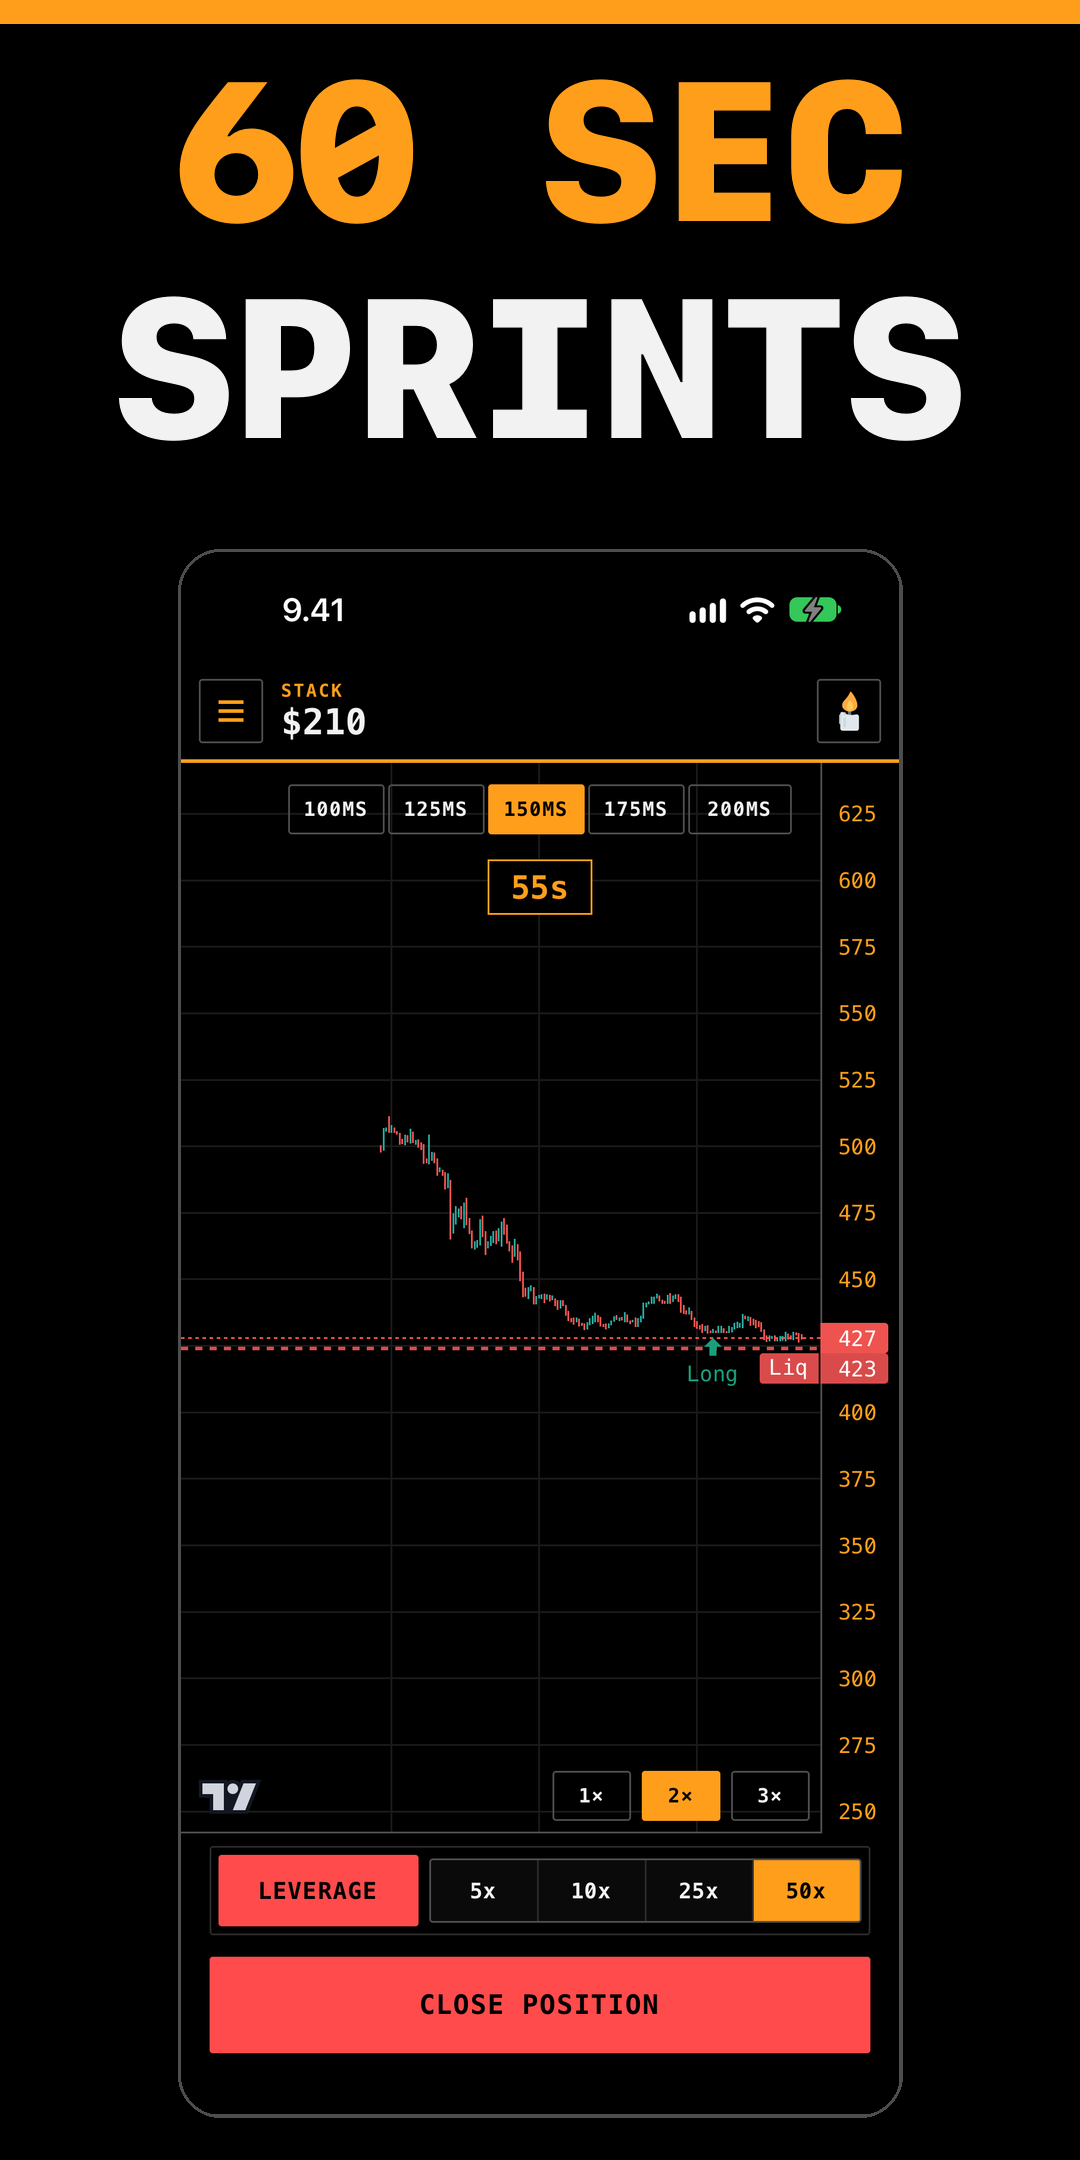 60 SEC
SPRINTS
9.41
STACK
$210
100MS 125MS 150MS 175MS 200MS
55s
625
600
575
550
525
500
475
450
427
Long Liq 423
400
375
350
325
300
275
250
1× 2× 3×
LEVERAGE 5x 10x 25x 50x
CLOSE POSITION